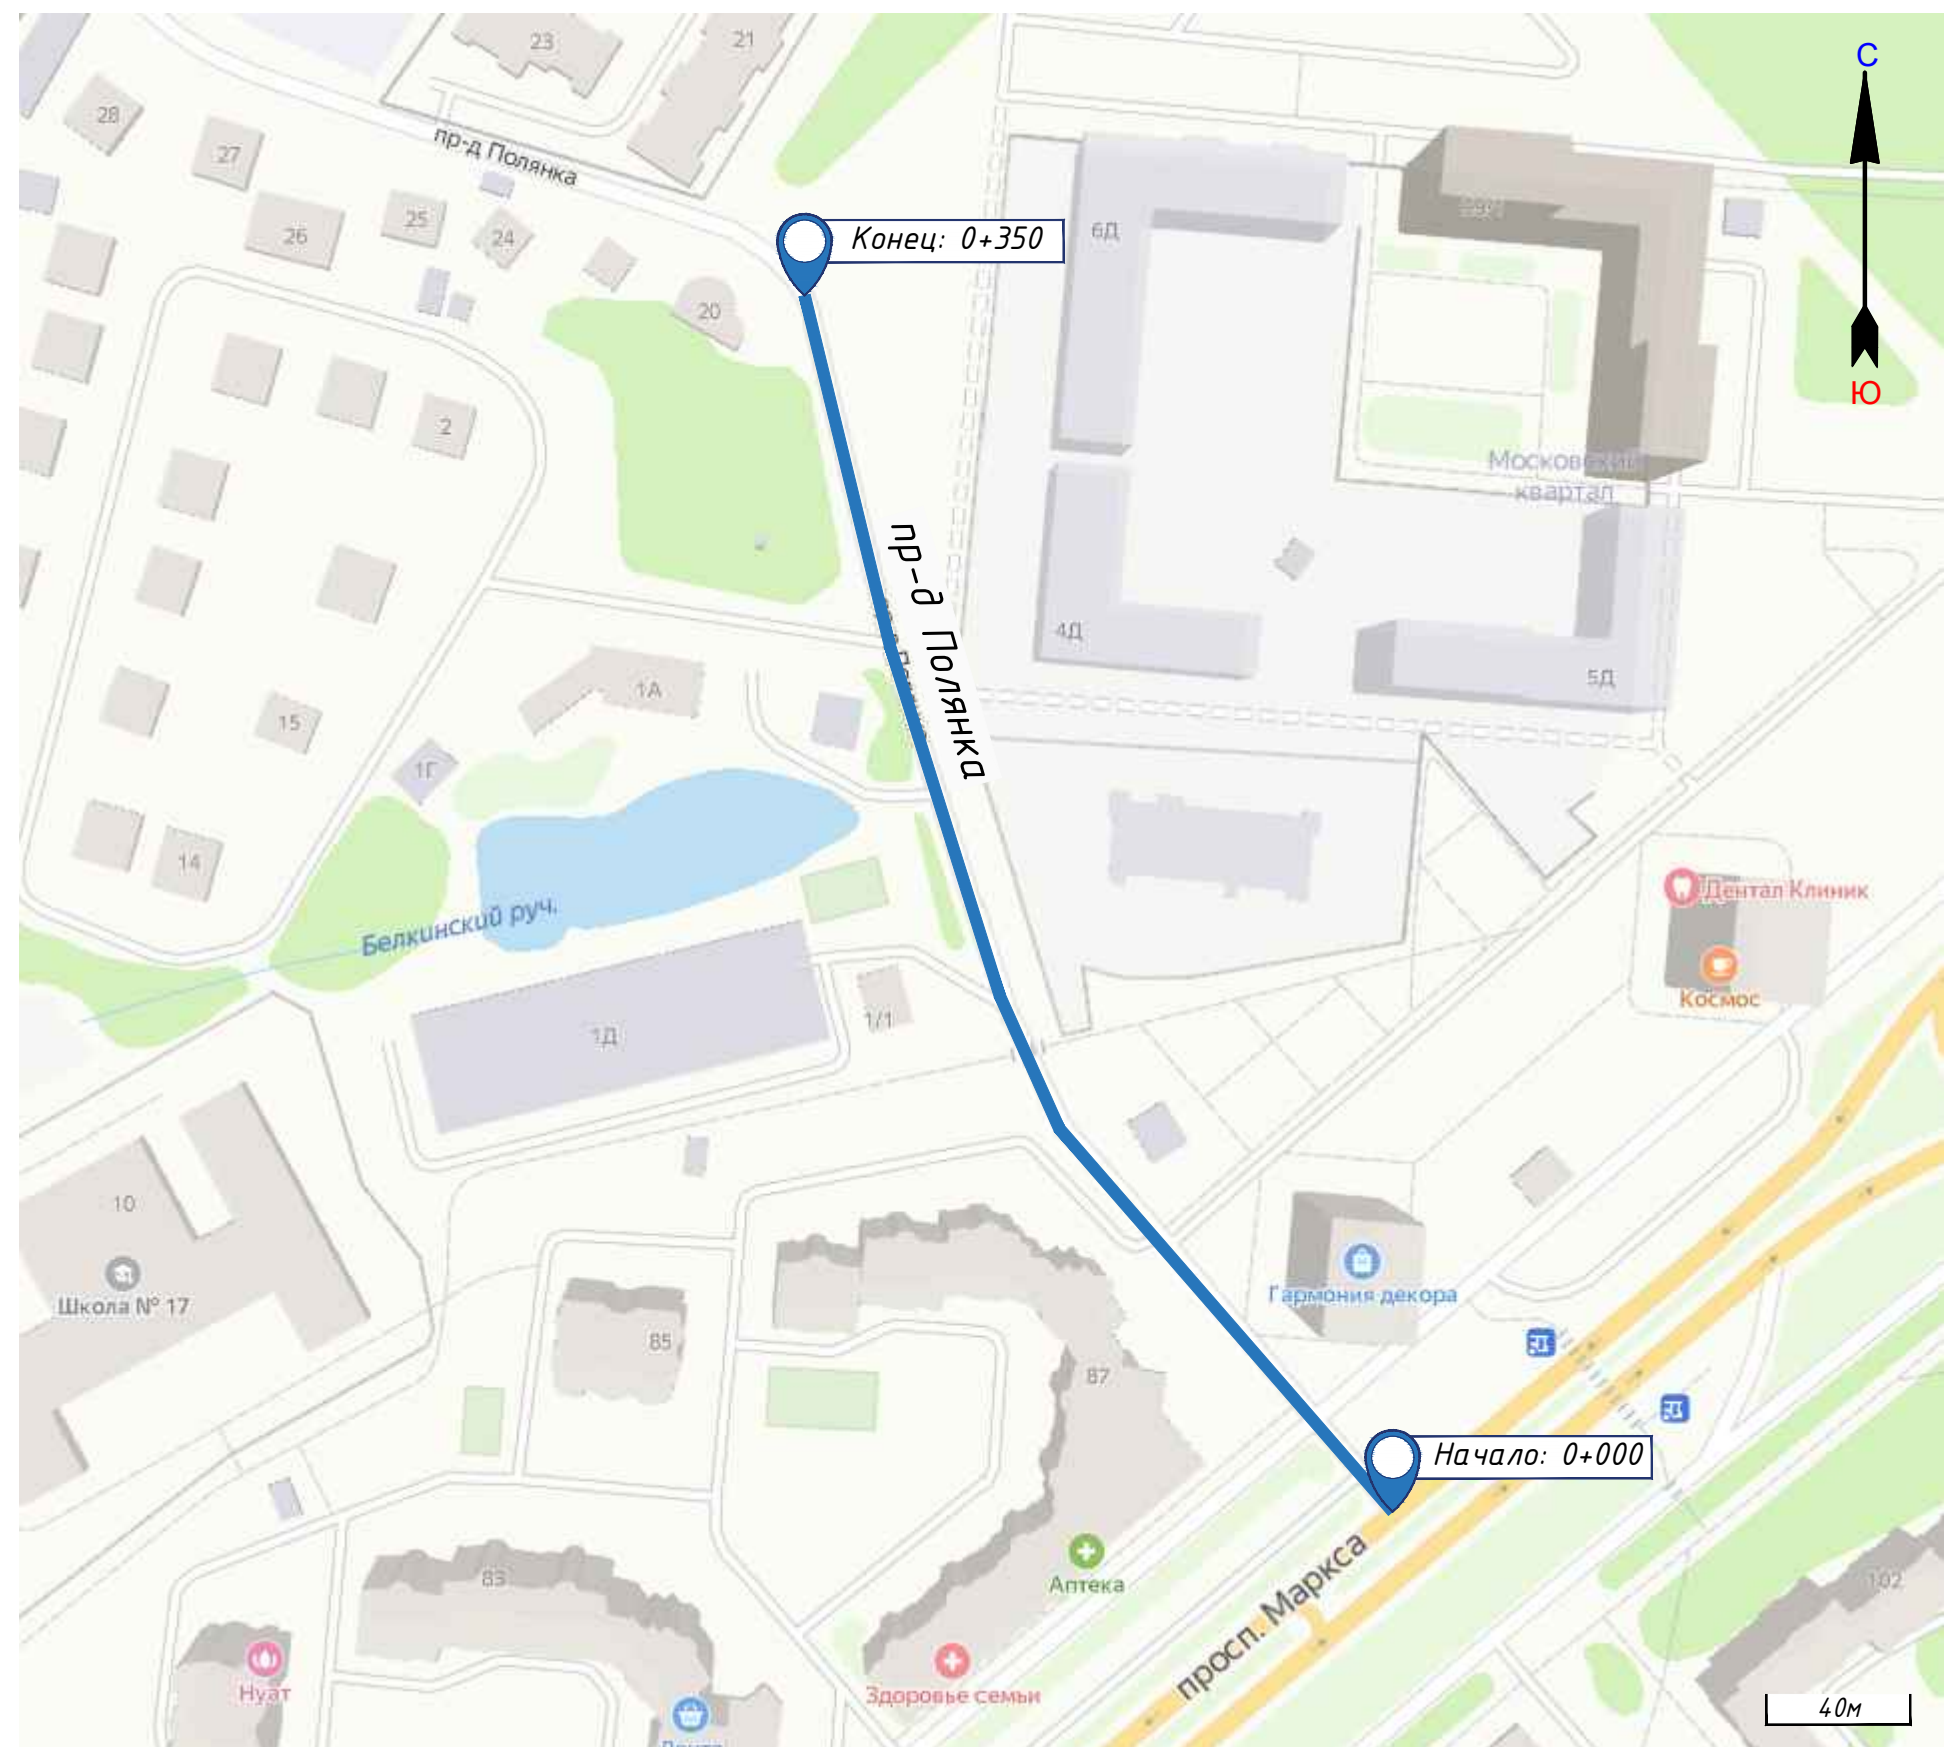 23
21
С
28
27
пр-д Полянка
25
26
24
Конец: 0+350
6Д
20
Ю
2
Московский
квартал
пр-д Полянка
4Д
5Д
1А
15
1Г
14
Дентал Клиник
Белкинский руч.
Космос
1Д
1/1
10
Школа № 17
Гармония декора
85
87
Начало: 0+000
Аптека
просп. Маркса
83
102
Нуат
Здоровье семьи
40м